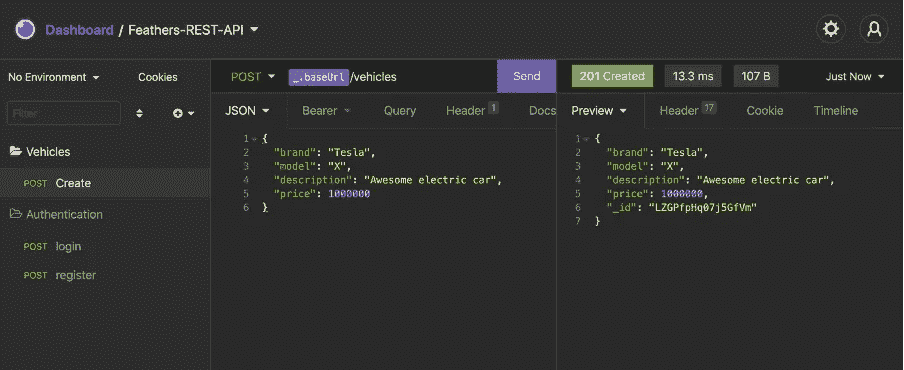 Dashboard / Feathers-REST-API
No Environment
Cookies
Filter
Vehicles
POST Create
Authentication
POST login
POST register
POST _.baseUrl/vehicles
Send
JSON Bearer Query Header 1 Docs
1 {
2 "brand": "Tesla",
3 "model": "X",
4 "description": "Awesome electric car",
5 "price": 1000000
6 }
201 Created 13.3 ms 107 B Just Now
Preview Header 17 Cookie Timeline
1 {
2 "brand": "Tesla",
3 "model": "X",
4 "description": "Awesome electric car",
5 "price": 1000000,
6 "_id": "LZGPfpHq07j5GfVm"
7 }